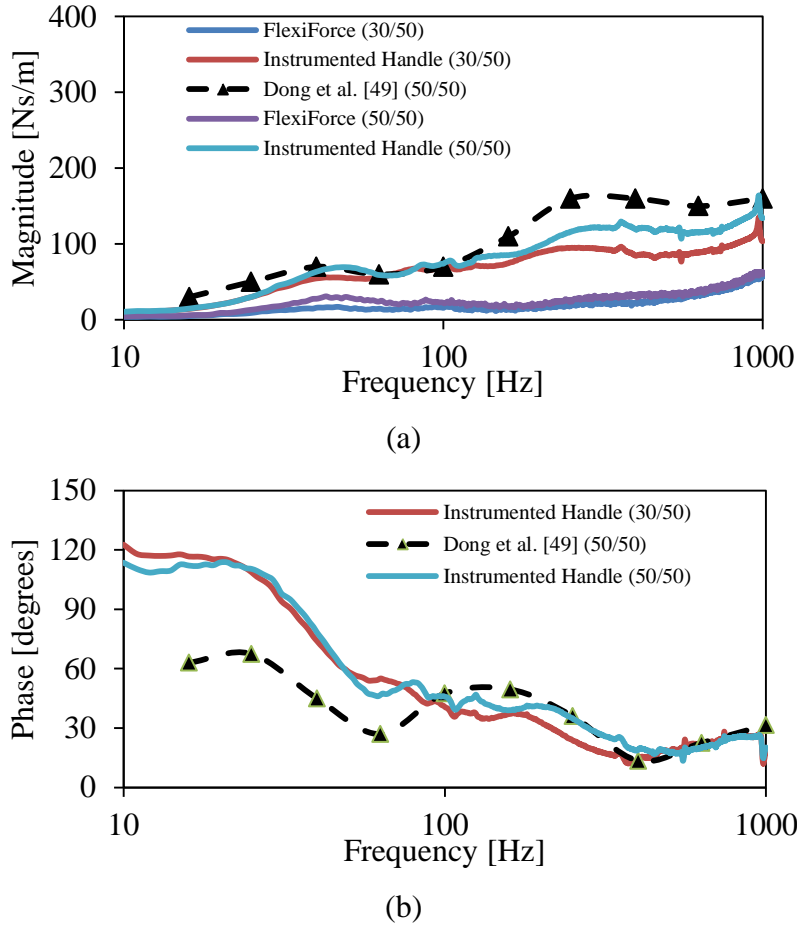 400
300
200
100
0
Magnitude [Ns/m]
FlexiForce (30/50)
Instrumented Handle (30/50)
Dong et al. [49] (50/50)
FlexiForce (50/50)
Instrumented Handle (50/50)
10 100 1000
Frequency [Hz]
(a)
150
120
90
60
30
0
Phase [degrees]
Instrumented Handle (30/50)
Dong et al. [49] (50/50)
Instrumented Handle (50/50)
10 100 1000
Frequency [Hz]
(b)